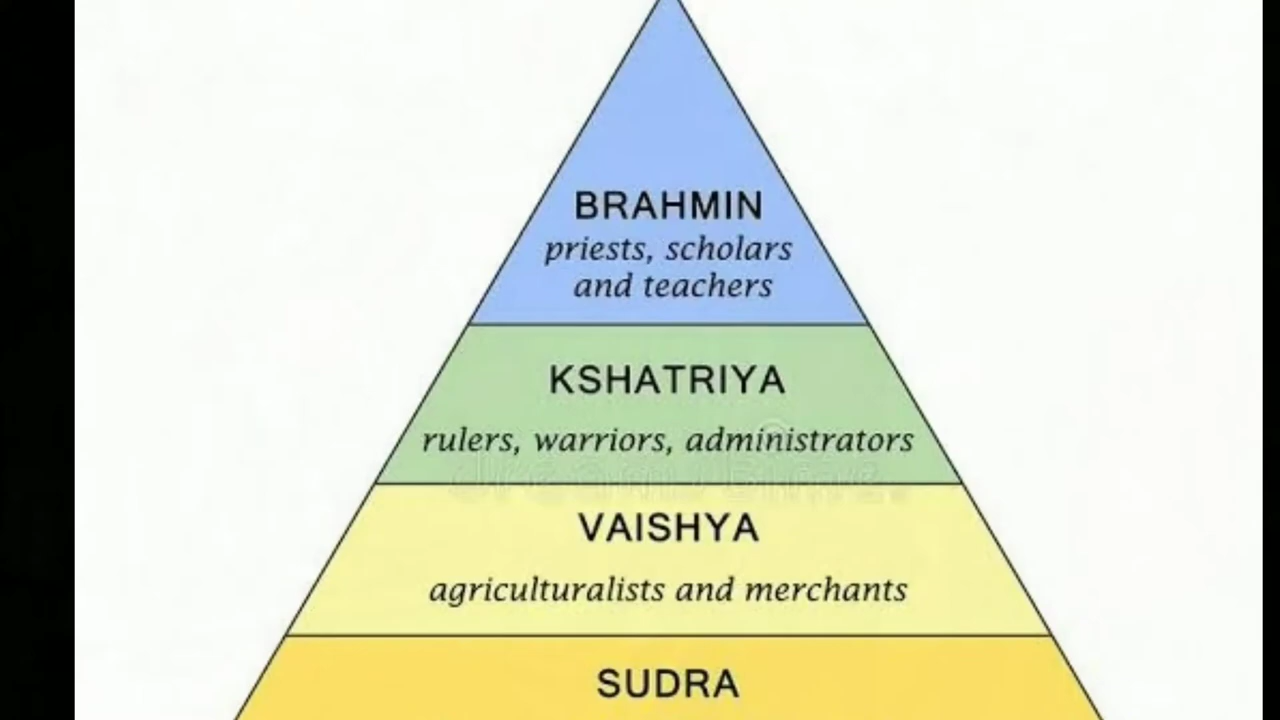 BRAHMIN
priests, scholars
and teachers
KSHATRIYA
rulers, warriors, administrators
VAISHYA
agriculturalists and merchants
SUDRA